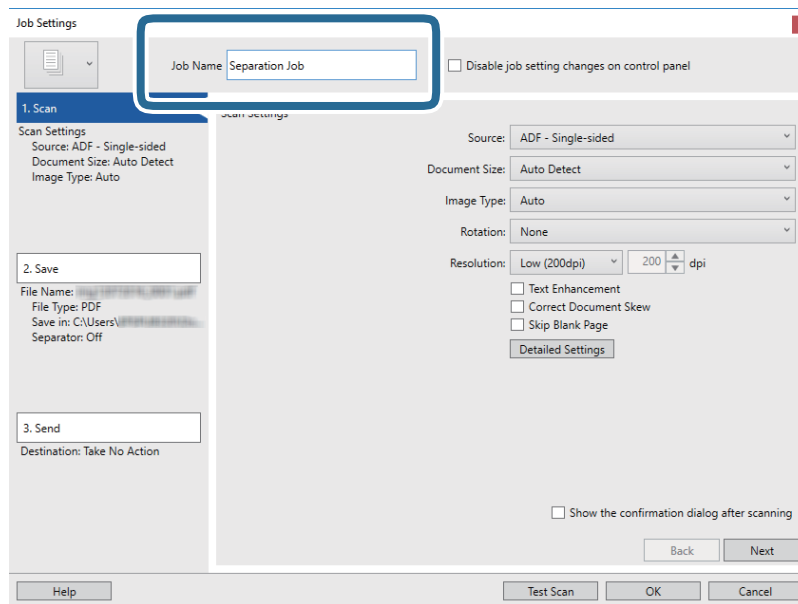 Job Settings
Job Name Separation Job
Disable job setting changes on control panel
1. Scan
Scan Settings
Source: ADF - Single-sided
Document Size: Auto Detect
Image Type: Auto
2. Save
File Name:
File Type: PDF
Save in: C:\Users\
Separator: Off
3. Send
Destination: Take No Action
Scan Settings
Source: ADF - Single-sided
Document Size: Auto Detect
Image Type: Auto
Rotation: None
Resolution: Low (200dpi) 200 dpi
Text Enhancement
Correct Document Skew
Skip Blank Page
Detailed Settings
Show the confirmation dialog after scanning
Back Next
Help Test Scan OK Cancel